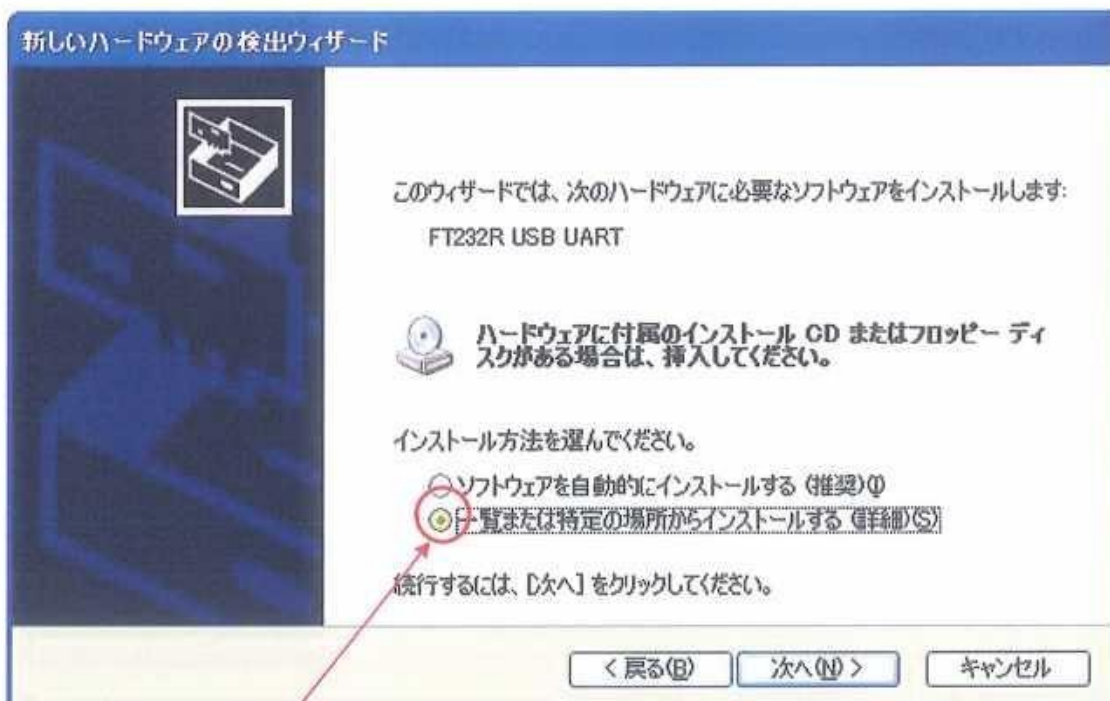 新しいハードウェアの検出ウィザード
このウィザードでは、次のハードウェアに必要なソフトウェアをインストールします:
FT232R USB UART
ハードウェアに付属のインストール CD またはフロッピー ディ
スクがある場合は、挿入してください。
インストール方法を選んでください。
ソフトウェアを自動的にインストールする (推奨)(I)
一覧または特定の場所からインストールする (詳細)(S)
続行するには、[次へ] をクリックしてください。
< 戻る(B) 次へ(N) > キャンセル